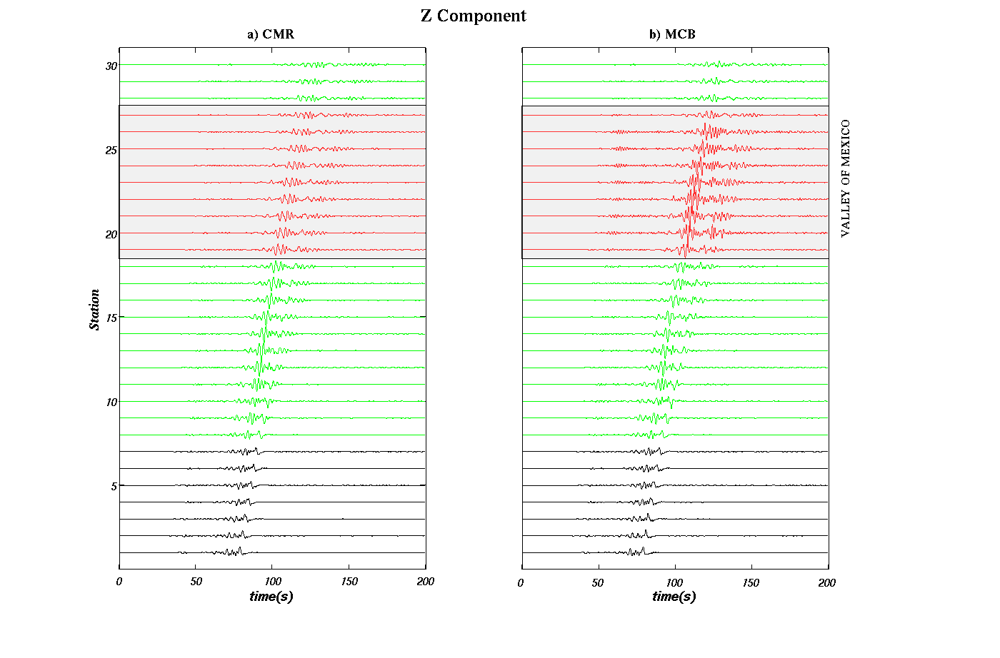 Z Component
a) CMR
b) MCB
30
25
20
15
10
5
Station
VALLEY OF MEXICO
0 50 100 150 200
0 50 100 150 200
time(s)
time(s)